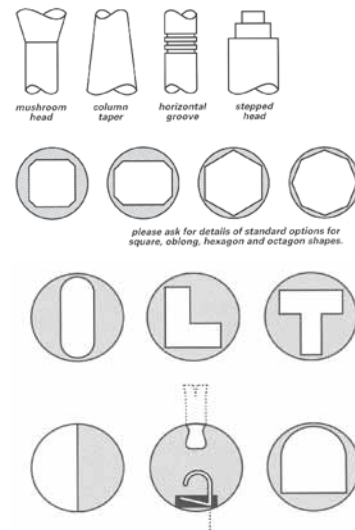 mushroom head
column taper
horizontal groove
stepped head
please ask for details of standard options for
square, oblong, hexagon and octagon shapes.